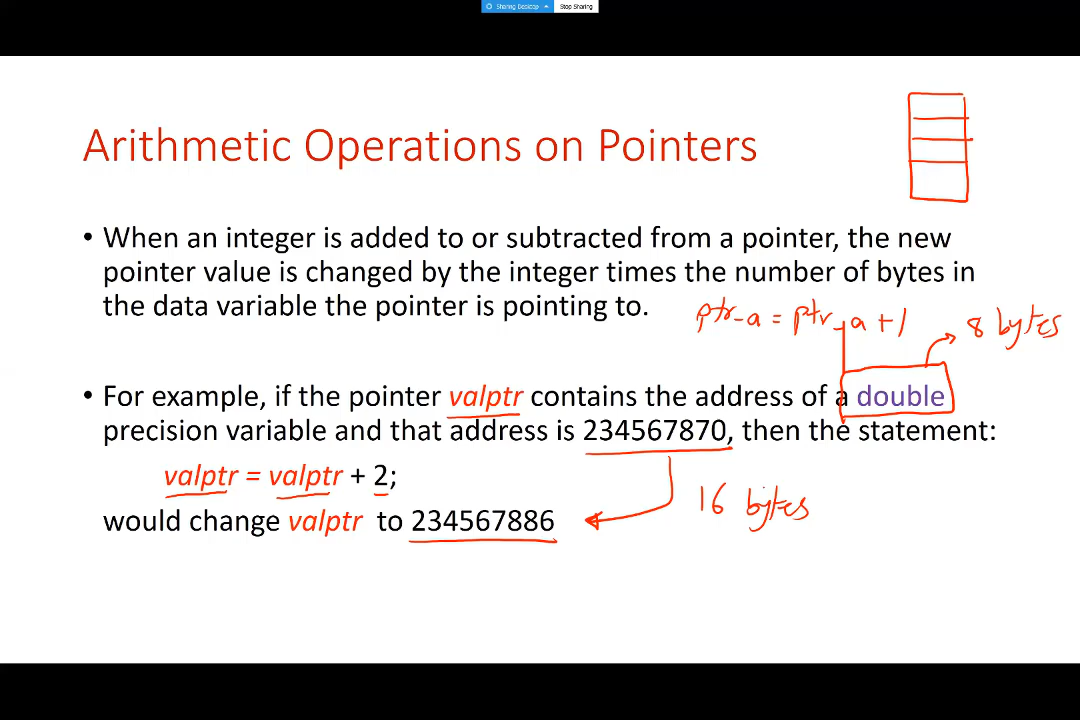 Sharing Desktop Stop Sharing
Arithmetic Operations on Pointers
• When an integer is added to or subtracted from a pointer, the new
pointer value is changed by the integer times the number of bytes in
the data variable the pointer is pointing to.
ptr_a = ptr_a + 1
8 bytes
• For example, if the pointer valptr contains the address of a double
precision variable and that address is 234567870, then the statement:
valptr = valptr + 2;
16 bytes
would change valptr to 234567886